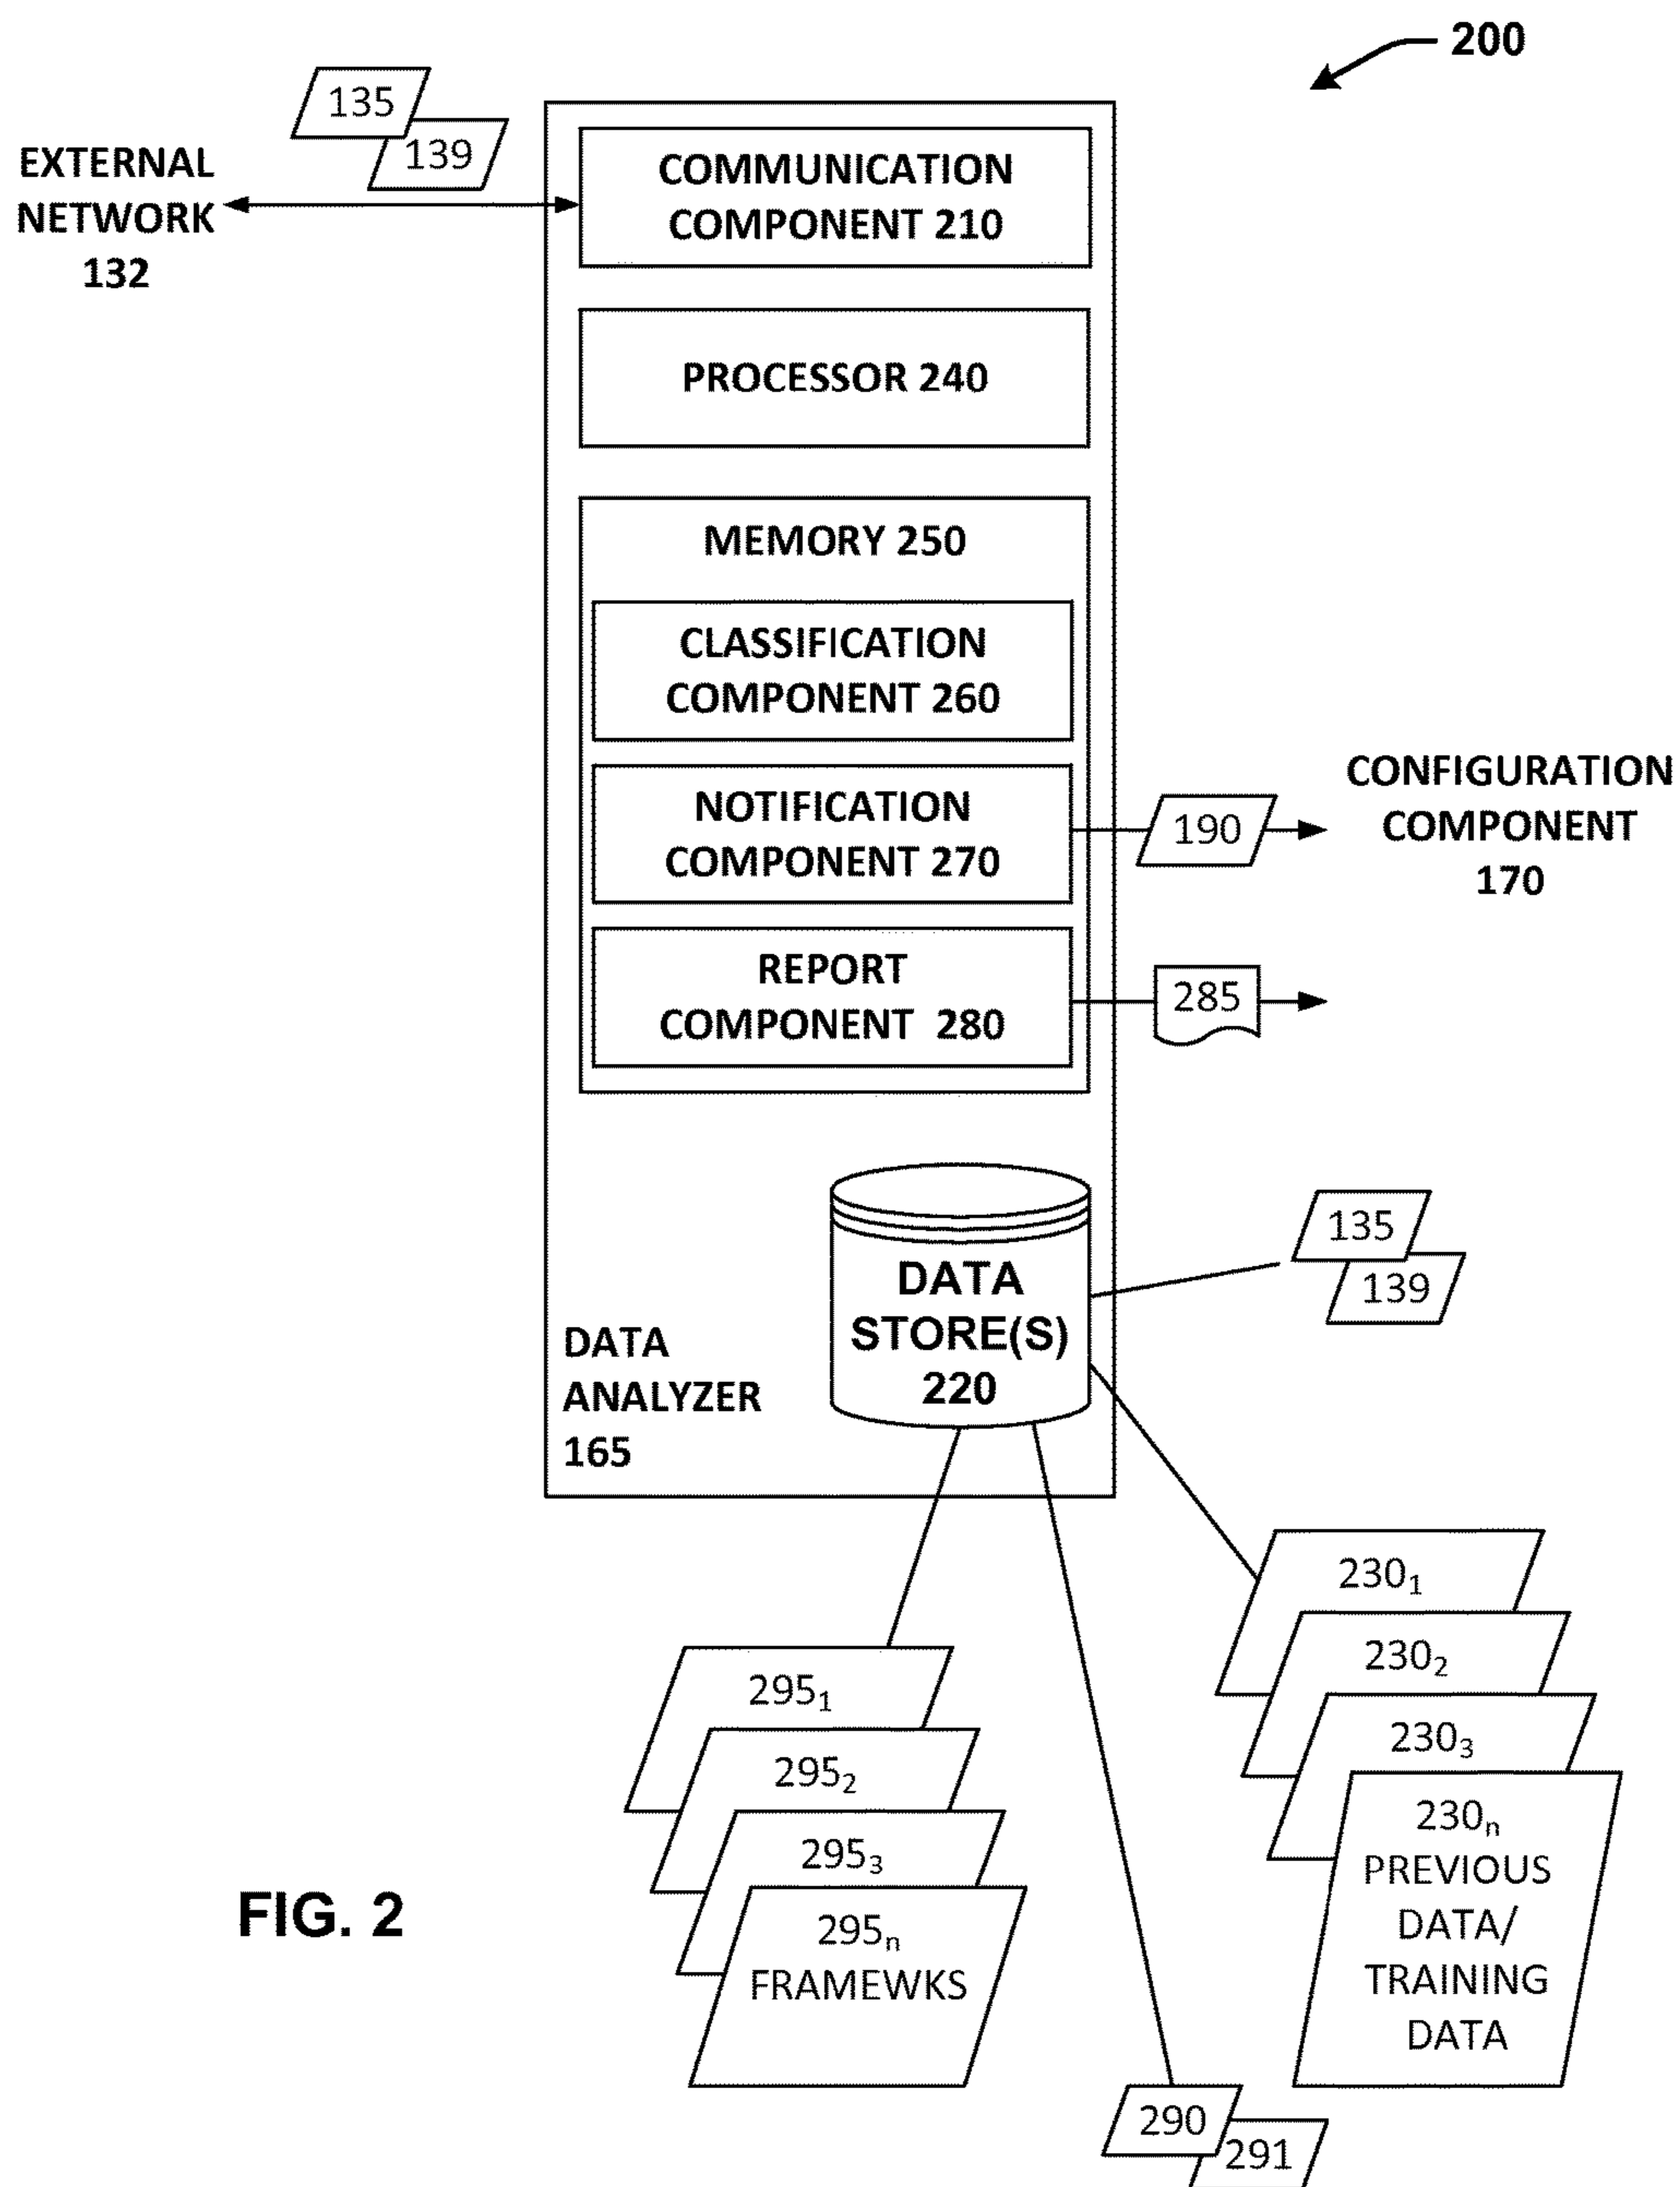 200
135
139
EXTERNAL
NETWORK
132
COMMUNICATION
COMPONENT 210
PROCESSOR 240
MEMORY 250
CLASSIFICATION
COMPONENT 260
NOTIFICATION
COMPONENT 270
190
CONFIGURATION
COMPONENT
170
REPORT
COMPONENT 280
285
135
139
DATA
STORE(S)
220
DATA
ANALYZER
165
230₁
230₂
230₃
230ₙ
PREVIOUS
DATA/
TRAINING
DATA
295₁
295₂
295₃
295ₙ
FRAMEWKS
FIG. 2
290
291